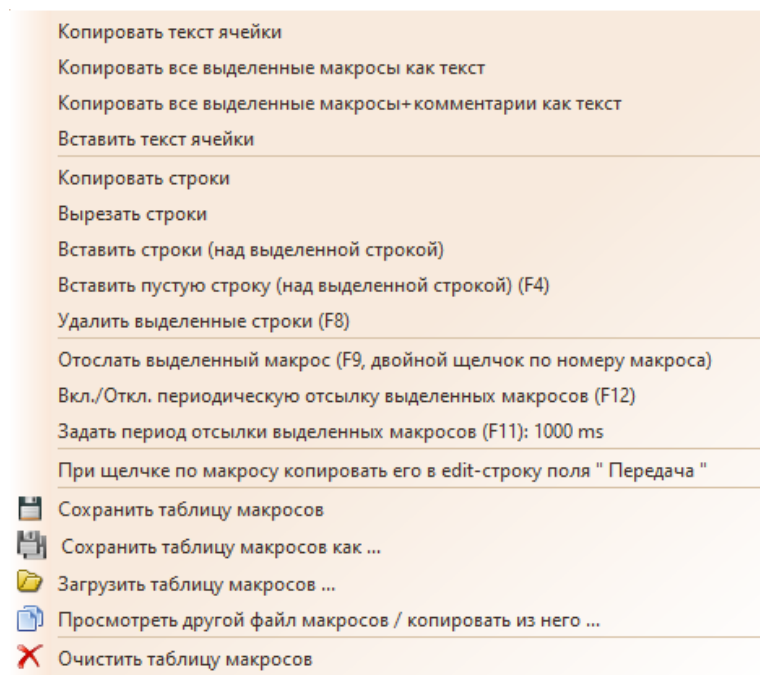 Копировать текст ячейки
Копировать все выделенные макросы как текст
Копировать все выделенные макросы+комментарии как текст
Вставить текст ячейки
Копировать строки
Вырезать строки
Вставить строки (над выделенной строкой)
Вставить пустую строку (над выделенной строкой) (F4)
Удалить выделенные строки (F8)
Отослать выделенный макрос (F9, двойной щелчок по номеру макроса)
Вкл./Откл. периодическую отсылку выделенных макросов (F12)
Задать период отсылки выделенных макросов (F11): 1000 ms
При щелчке по макросу копировать его в edit-строку поля " Передача "
Сохранить таблицу макросов
Сохранить таблицу макросов как ...
Загрузить таблицу макросов ...
Просмотреть другой файл макросов / копировать из него ...
Очистить таблицу макросов